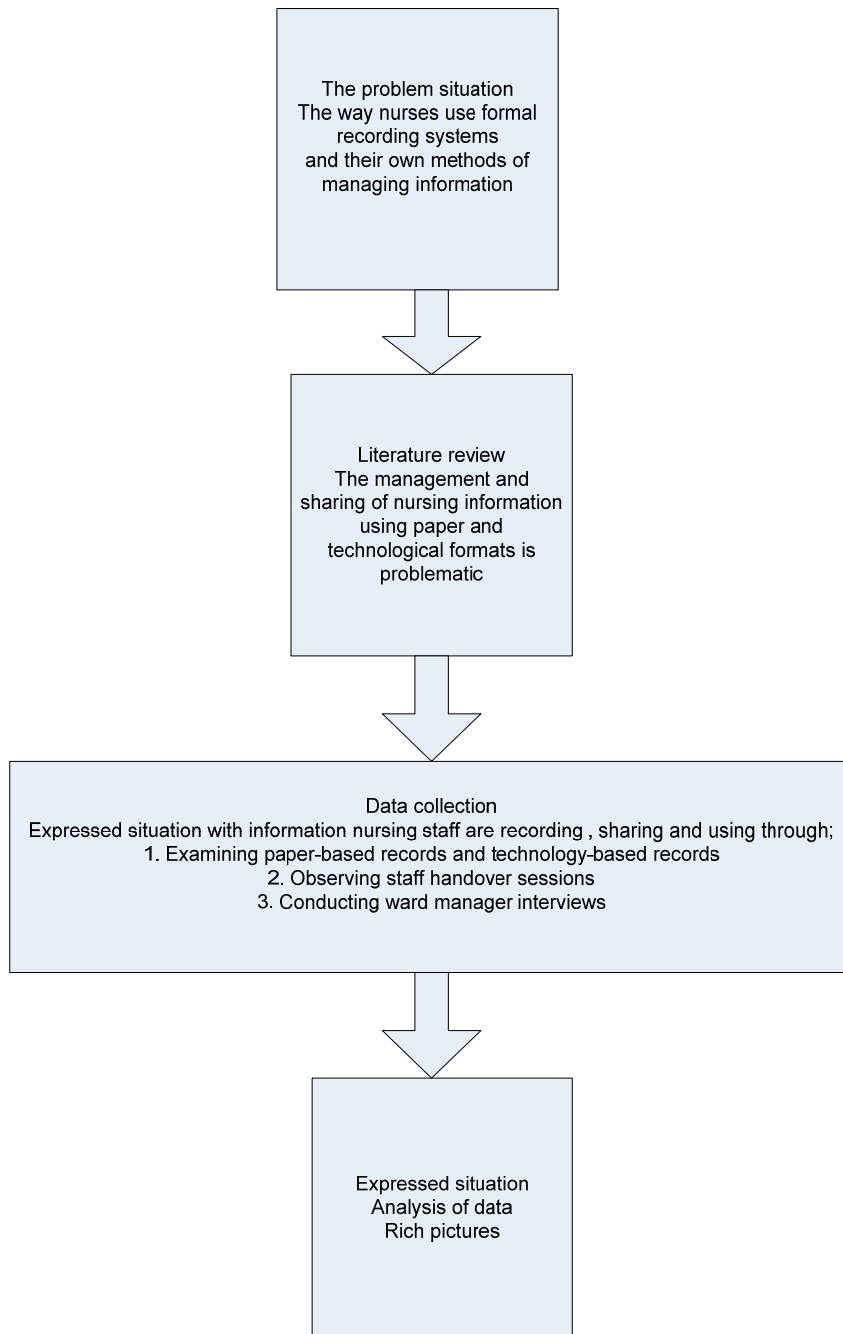 The problem situation
The way nurses use formal
recording systems
and their own methods of
managing information
Literature review
The management and
sharing of nursing information
using paper and
technological formats is
problematic
Data collection
Expressed situation with information nursing staff are recording , sharing and using through;
1. Examining paper-based records and technology-based records
2. Observing staff handover sessions
3. Conducting ward manager interviews
Expressed situation
Analysis of data
Rich pictures